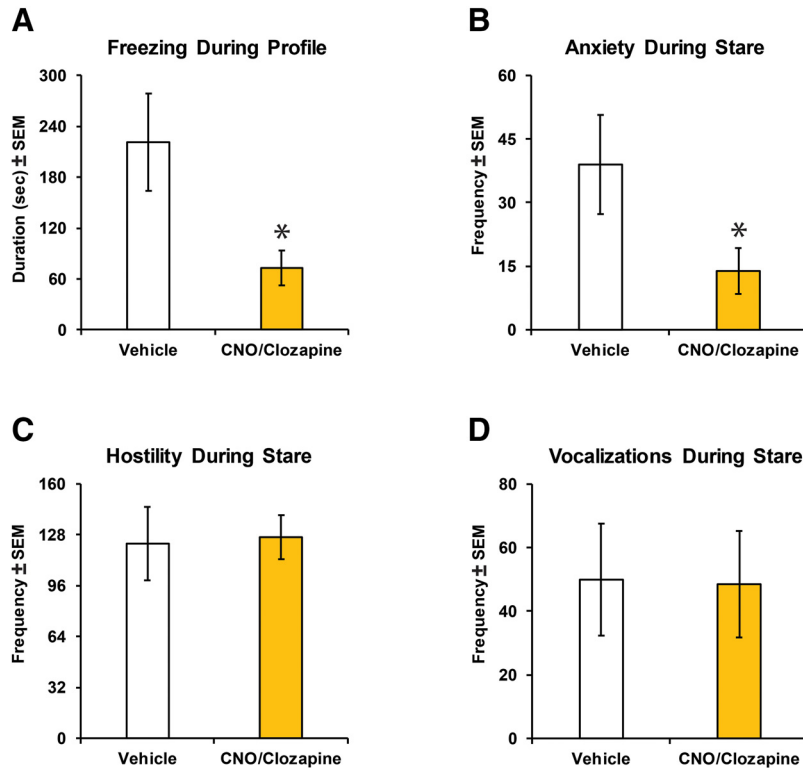 A
Freezing During Profile
Duration (sec) ± SEM
300
240
180
120
60
0
*
Vehicle
CNO/Clozapine
B
Anxiety During Stare
Frequency ± SEM
60
45
30
15
0
*
Vehicle
CNO/Clozapine
C
Hostility During Stare
Frequency ± SEM
160
128
96
64
32
0
Vehicle
CNO/Clozapine
D
Vocalizations During Stare
Frequency ± SEM
80
60
40
20
0
Vehicle
CNO/Clozapine